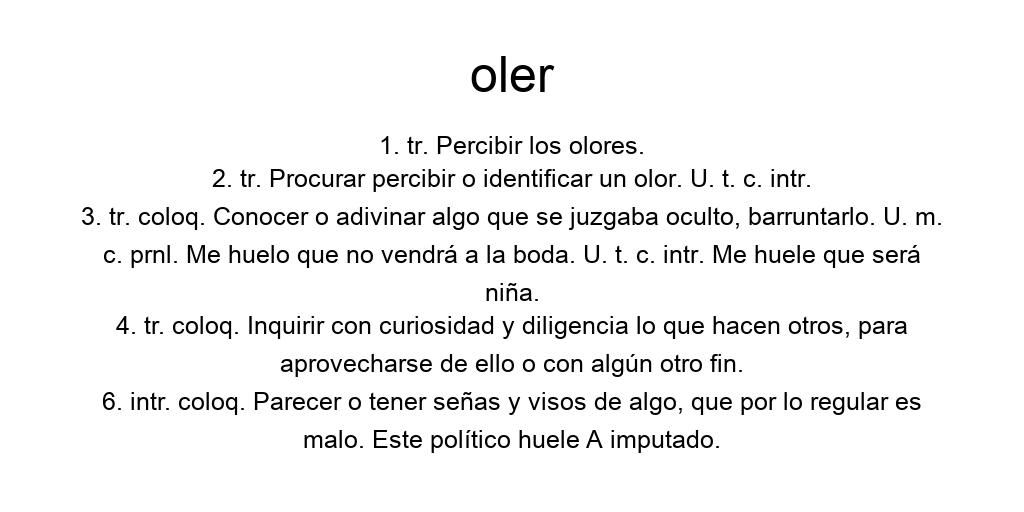 oler
1. tr. Percibir los olores.
2. tr. Procurar percibir o identificar un olor. U. t. c. intr.
3. tr. coloq. Conocer o adivinar algo que se juzgaba oculto, barruntarlo. U. m.
c. prnl. Me huelo que no vendrá a la boda. U. t. c. intr. Me huele que será
niña.
4. tr. coloq. Inquirir con curiosidad y diligencia lo que hacen otros, para
aprovecharse de ello o con algún otro fin.
6. intr. coloq. Parecer o tener señas y visos de algo, que por lo regular es
malo. Este político huele A imputado.